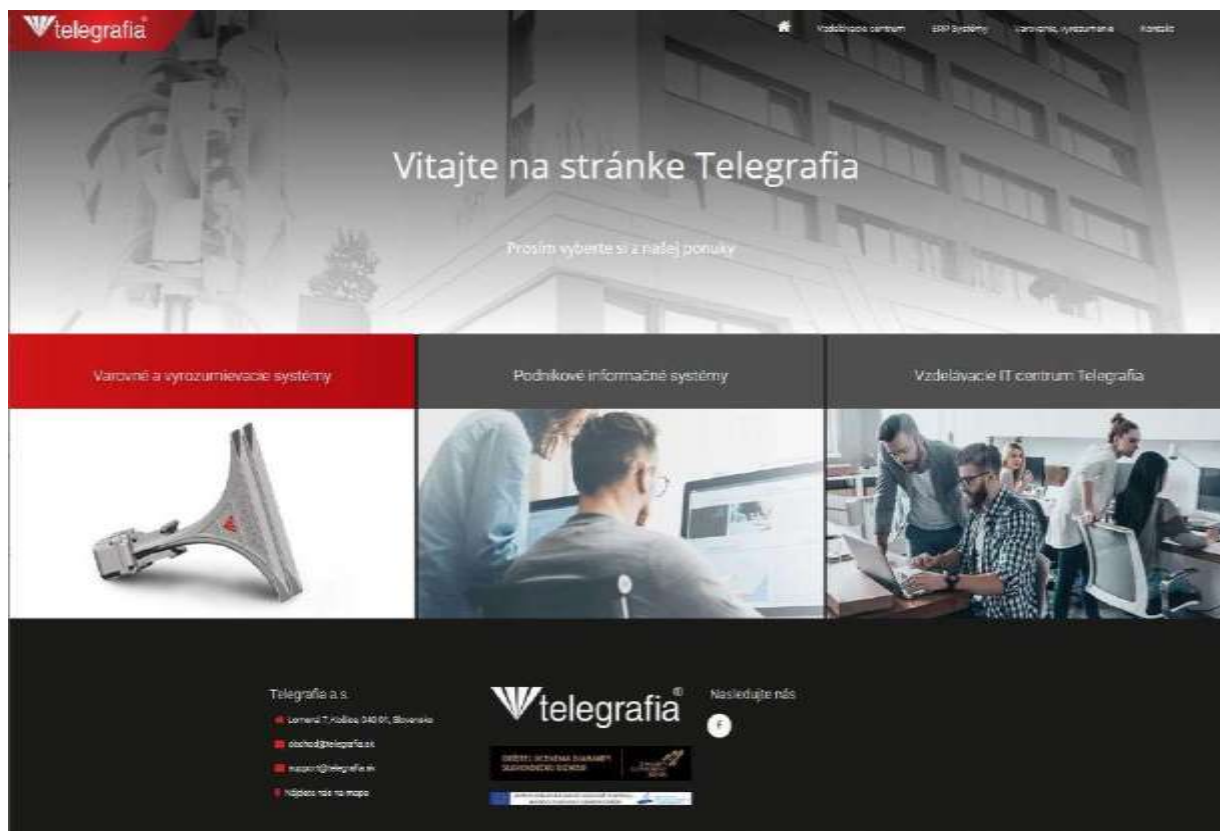 telegrafia®
Vzdelávacie centrum ERP Systémy Varovanie, vyrozumenie Kontakt
Vitajte na stránke Telegrafia
Prosím vyberte si z našej ponuky
Varovné a vyrozumievacie systémy
Podnikové informačné systémy
Vzdelávacie IT centrum Telegrafia
Telegrafia a.s.
Lomená 7, Košice, 040 01, Slovensko
obchod@telegrafia.sk
support@telegrafia.sk
Nájdete nás na mape
telegrafia®
Nasledujte nás